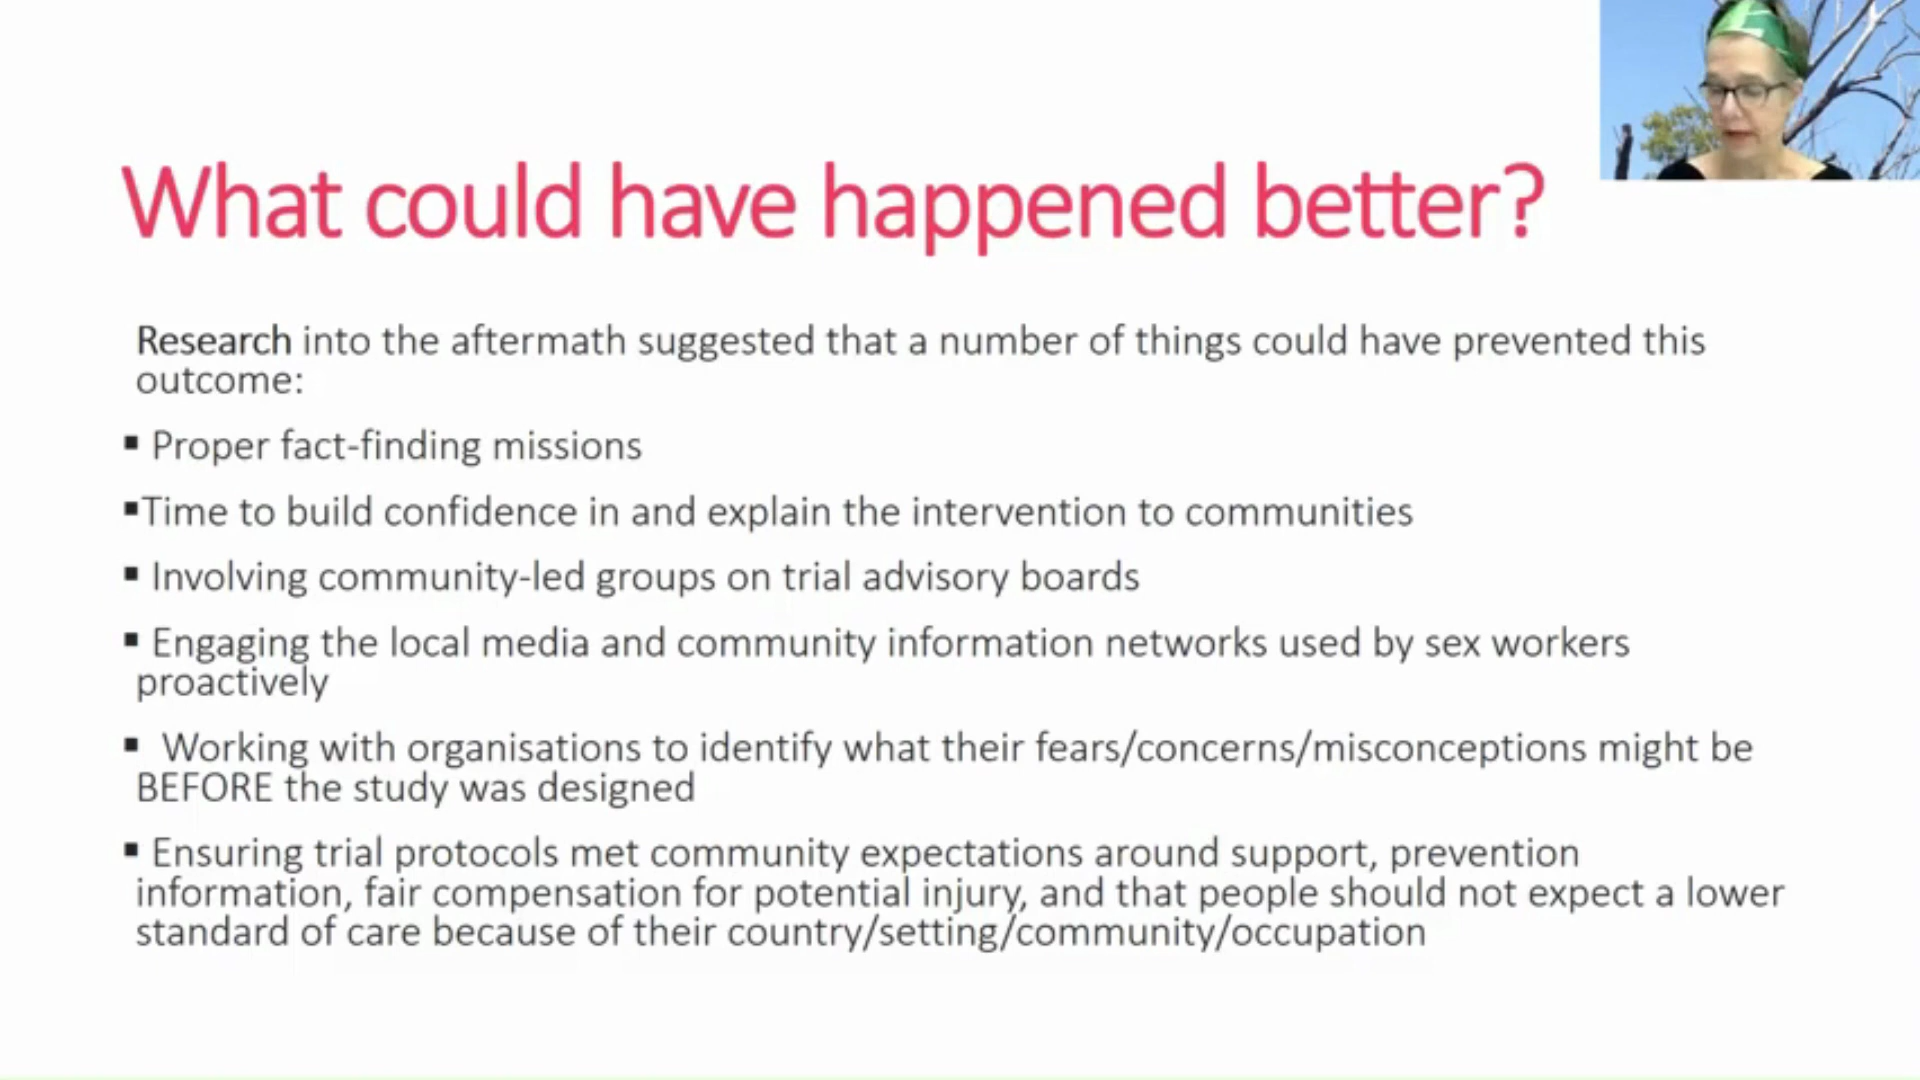 What could have happened better?
Research into the aftermath suggested that a number of things could have prevented this
outcome:
▪ Proper fact-finding missions
▪Time to build confidence in and explain the intervention to communities
▪ Involving community-led groups on trial advisory boards
▪ Engaging the local media and community information networks used by sex workers
proactively
▪ Working with organisations to identify what their fears/concerns/misconceptions might be
BEFORE the study was designed
▪ Ensuring trial protocols met community expectations around support, prevention
information, fair compensation for potential injury, and that people should not expect a lower
standard of care because of their country/setting/community/occupation